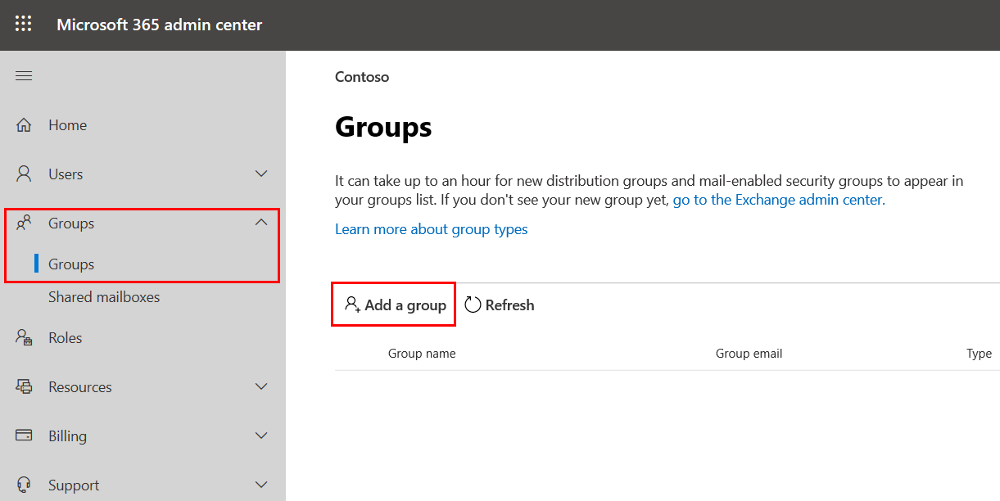 Microsoft 365 admin center
Home
Users
Groups
Groups
Shared mailboxes
Roles
Resources
Billing
Support
Contoso
Groups
It can take up to an hour for new distribution groups and mail-enabled security groups to appear in
your groups list. If you don't see your new group yet, go to the Exchange admin center.
Learn more about group types
Add a group Refresh
Group name Group email Type